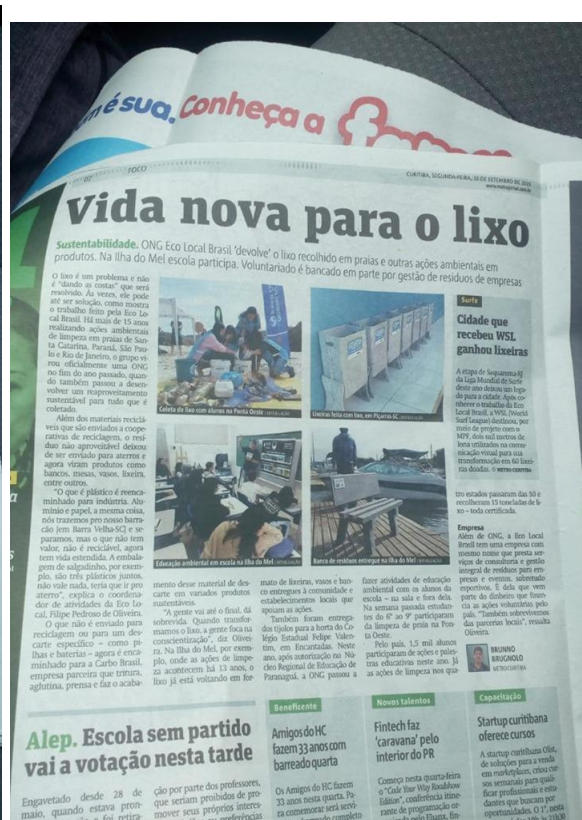 é sua. Conheça a
02 FOCO
CURITIBA, SEGUNDA-FEIRA, DE SETEMBRO DE
Vida nova para o lixo
Sustentabilidade. ONG Eco Local Brasil 'devolve' o lixo recolhido em praias e outras ações ambientais em
produtos. Na Ilha do Mel escola participa. Voluntariado é bancado em parte por gestão de resíduos de empresas
O lixo é um problema e não
é "dando as costas" que será
resolvido. Às vezes, ele pode
até ser solução, como mostra
o trabalho feito pela Eco Lo-
cal Brasil. Há mais de 15 anos
realizando ações ambientais
de limpeza em praias de San-
ta Catarina, Paraná, São Pau-
lo e Rio de Janeiro, o grupo vi-
rou oficialmente uma ONG
no fim do ano passado, quan-
do também passou a desen-
volver um reaproveitamento
sustentável para tudo que é
coletado.
Além dos materiais reciclá-
veis que são enviados a coope-
rativas de reciclagem, o resí-
duo não aproveitável deixou
de ser enviado para aterros e
agora viram produtos como
bancos, mesas, vasos, lixeira,
entre outros.
"O que é plástico é reenca-
minhado para indústria. Alu-
mínio e papel, a mesma coisa,
nós trazemos pro nosso barra-
cão [em Barra Velha-SC] e se-
paramos, mas o que não tem
valor, não é reciclável, agora
tem vida estendida. A embala-
gem de salgadinho, por exem-
plo, são três plásticos juntos,
não vale nada, teria que ir pro
aterro", explica o coordena-
dor de atividades da Eco Lo-
cal, Filipe Pedroso de Oliveira.
O que não é enviado para
reciclagem ou para um des-
carte específico – como pi-
lhas e baterias – agora é enca-
minhado para a Carbo Brasil,
empresa parceira que tritura,
aglutina, prensa e faz o acaba-
Coleta de lixo com alunos na Ponta Oeste
Lixeiras feita com lixo, em Piçarras-SC
Educação ambiental em escola na Ilha do Mel
Banco de resíduos entregue na Ilha do Mel
mento desse material de des-
carte em variados produtos
sustentáveis.
"A gente vai até o final, dá
sobrevida. Quando transfor-
mamos o lixo, a gente foca na
conscientização", diz Olivei-
ra. Na Ilha do Mel, por exem-
plo, onde as ações de limpe-
za acontecem há 13 anos, o
lixo já está voltando em for-
mato de lixeiras, vasos e ban-
co entregues à comunidade e
estabelecimentos locais que
apoiam as ações.
Também foram entregues
tijolos para a horta do Co-
légio Estadual Felipe Valen-
tim, em Encantadas. Neste
ano, após autorização na Nú-
cleo Regional de Educação de
Paranaguá, a ONG passou a
fazer atividades de educação
ambiental com os alunos da
escola – na sala e fora dela.
Na semana passada estudan-
tes do 6° ao 9° participaram
da limpeza de praia na Pon-
ta Oeste.
Pelo país, 1,5 mil alunos
participaram de ações e pales-
tras educativas neste ano. Já
as ações de limpeza nos qua-
tro estados passaram das 50 e
recolheram 15 toneladas de li-
xo – toda certificada.
Empresa
Além de ONG, a Eco Local
Brasil tem uma empresa com
mesmo nome que presta ser-
viços de consultoria e gestão
integral de resíduos para em-
presas e eventos, sobretudo
esportivos. É dela que vem
parte do dinheiro que finan-
cia as ações voluntárias pelo
país. "Também sobrevivemos
das parcerias locais", ressalta
Oliveira.
BRUNNO
BRUGNOLO
METRO CURITIBA
Surfe
Cidade que
recebeu WSL
ganhou lixeiras
A etapa de Saquarema-RJ
da Liga Mundial de Surfe
deste ano deixou um lega-
do para a cidade. Após co-
nhecer o trabalho da Eco
Local Brasil, a WSL (World
Surf League) destinou, por
meio de projeto com o
MPF, dois mil metros de
lona utilizados na comu-
nicação visual para sua
transformação em 60 lixei-
ras doadas. METRO CURITIBA
Alep. Escola sem partido
vai a votação nesta tarde
Engavetado desde 28 de
maio, quando estava pron-
ção por parte dos professores,
que seriam proibidos de pro-
mover seus próprios interes-
Beneficente
Amigos do HC
fazem 33 anos com
barreado quarta
Os Amigos do HC fazem
33 anos nesta quarta. Pa-
ra comemorar será servi-
Novos talentos
Fintech faz
'caravana' pelo
interior do PR
Começa nesta quarta-feira
o "Code Your Way Roadshow
Edition", conferência itine-
rante de programação or-
Capacitação
Startup curitibana
oferece cursos
A startup curitibana Olist,
de soluções para a venda
em marketplaces, criou cur-
sos semanais para quali-
ficar profissionais e estu-
dantes que buscam por
oportunidades. O 1°, nesta